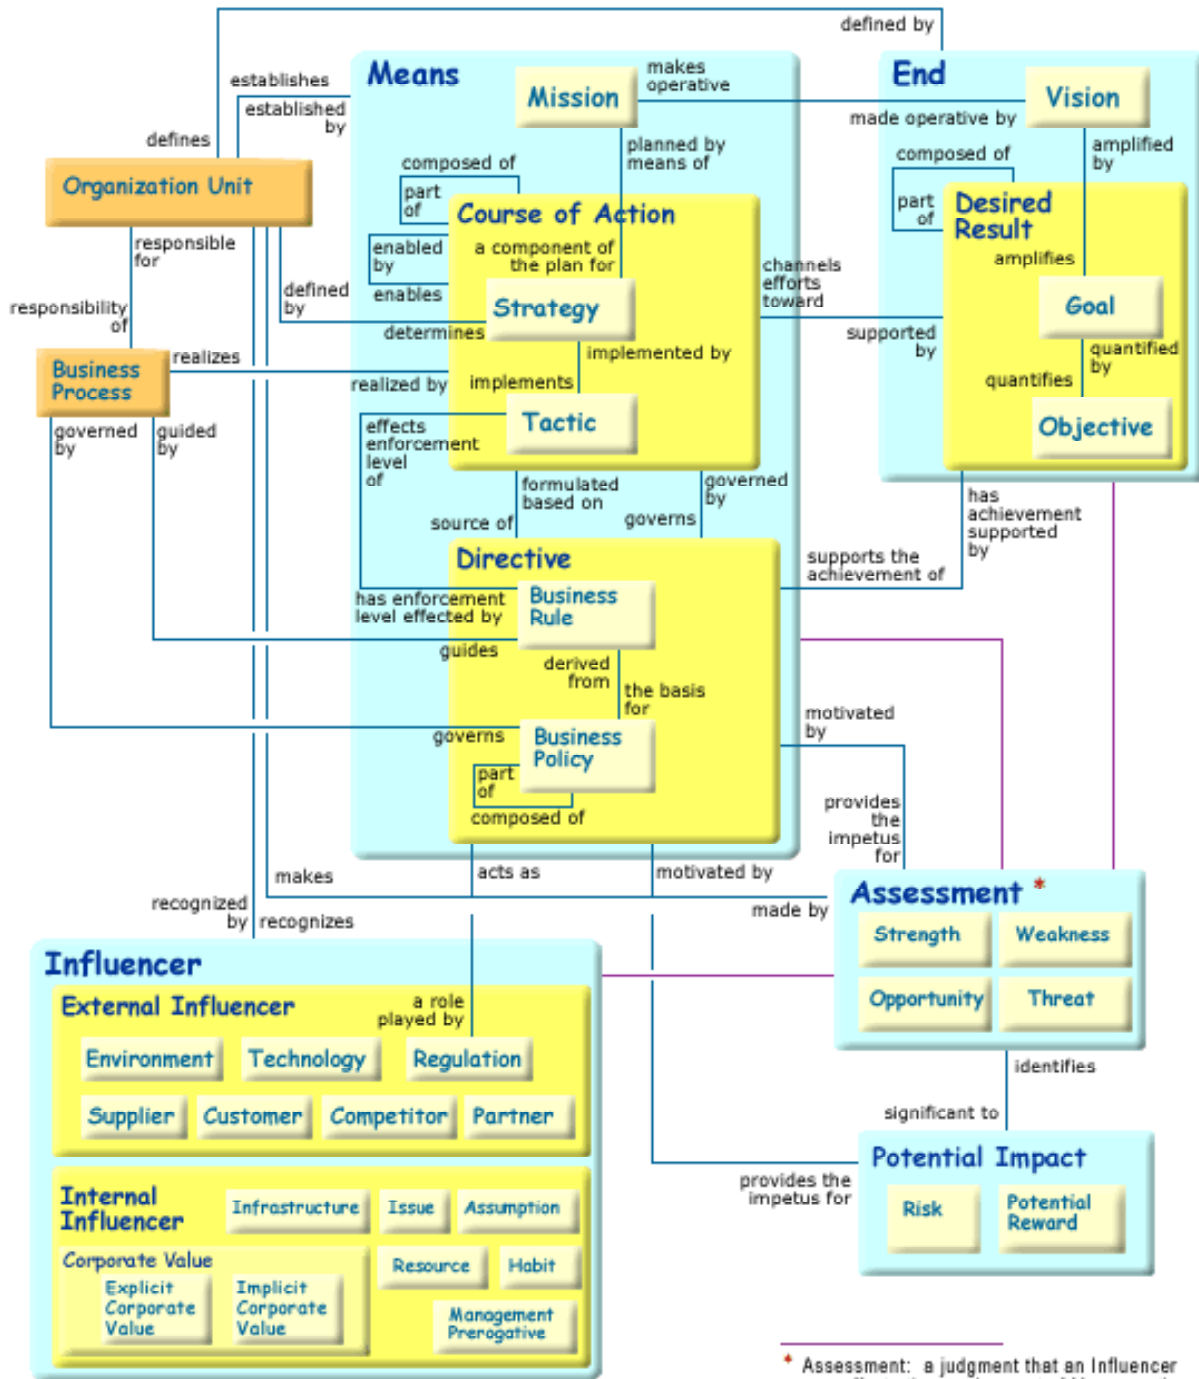 defined by
Means
Mission
makes
operative
End
Vision
made operative by
establishes
established
by
defines
planned by
means of
amplified
by
composed of
part
of
composed of
part
of
Organization Unit
Course of Action
Desired
Result
responsible
for
enabled
by
enables
a component of
the plan for
channels
efforts
toward
amplifies
defined
by
determines
Strategy
Goal
responsibility
of
supported
by
quantified
by
quantifies
Business
Process
realizes
realized by
implemented by
implements
Tactic
Objective
governed
by
guided
by
effects
enforcement
level
of
formulated
based on
source of
governed
by
governs
has
achievement
supported
by
Directive
supports the
achievement of
Business
Rule
has enforcement
level effected by
guides
derived
from
the basis
for
motivated
by
governs
Business
Policy
part
of
composed of
provides
the
impetus
for
makes
acts as
motivated by
made by
recognized
by
recognizes
Assessment *
Strength
Weakness
Opportunity
Threat
Influencer
External Influencer
a role
played by
Environment
Technology
Regulation
Supplier
Customer
Competitor
Partner
identifies
significant to
Potential Impact
Risk
Potential
Reward
provides the
impetus for
Internal
Influencer
Infrastructure
Issue
Assumption
Corporate Value
Explicit
Corporate
Value
Implicit
Corporate
Value
Resource
Habit
Management
Prerogative
* Assessment: a judgment that an Influencer